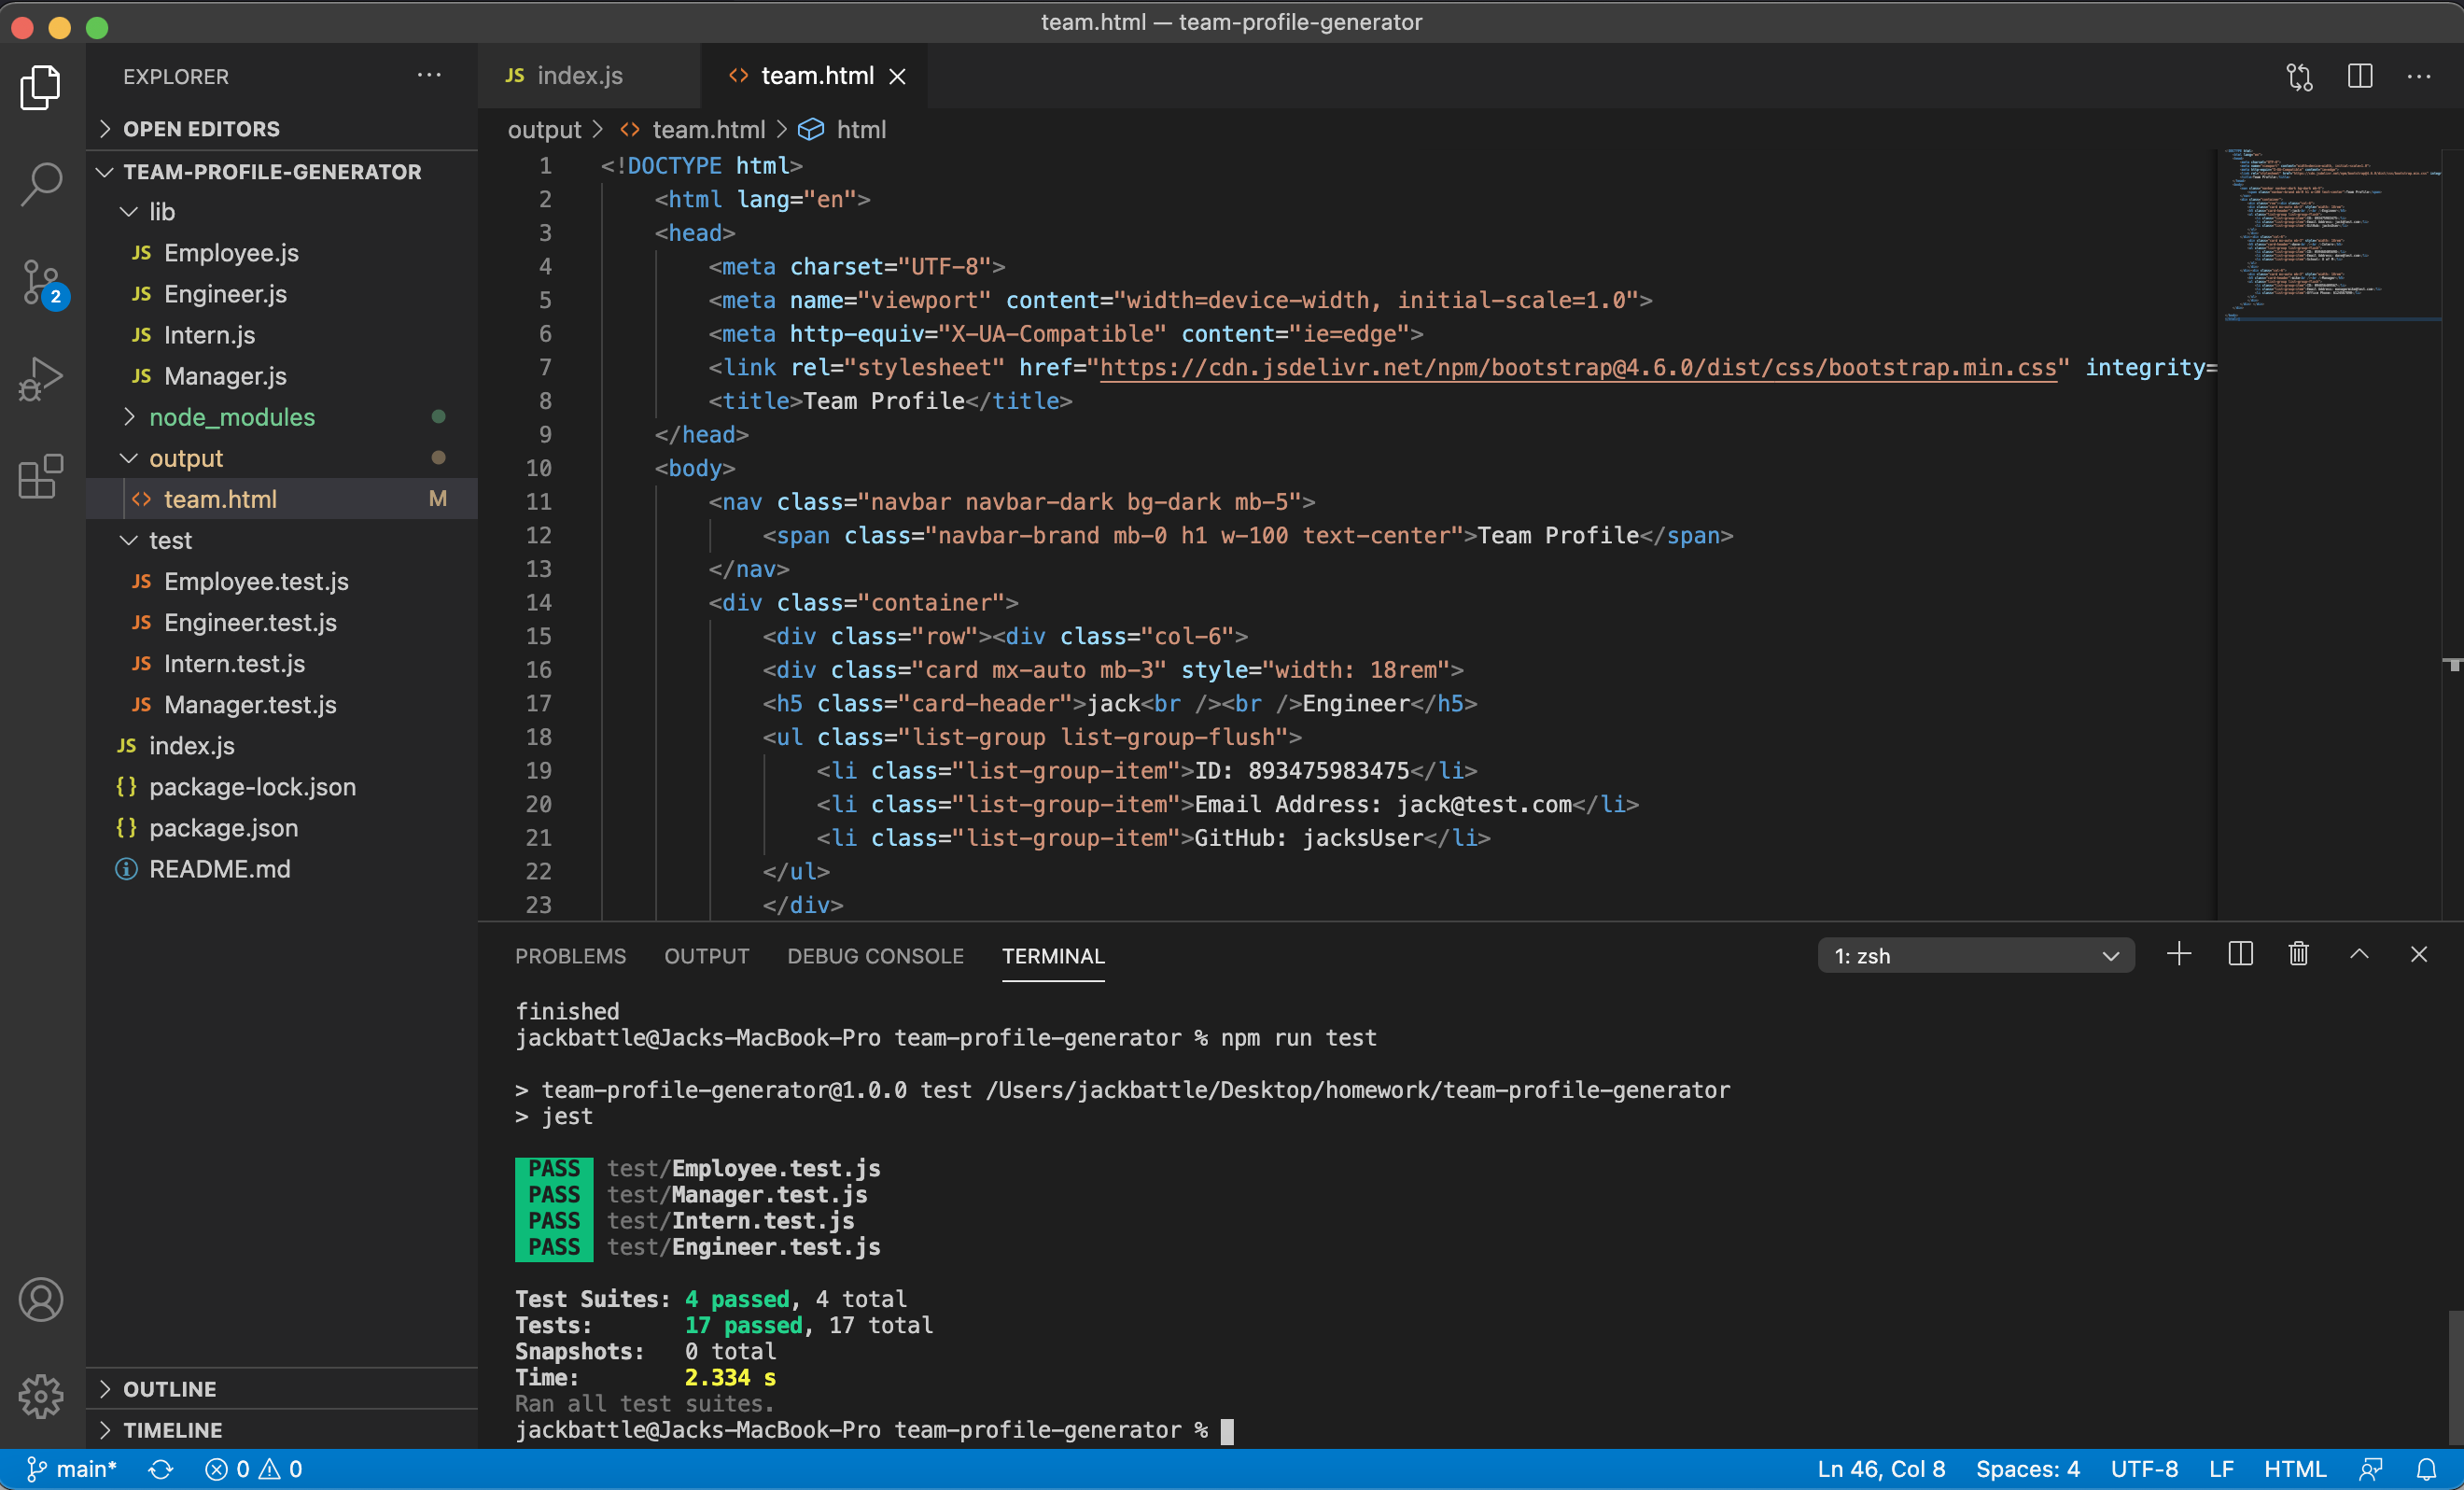 team.html — team-profile-generator
EXPLORER
OPEN EDITORS
TEAM-PROFILE-GENERATOR
lib
JS Employee.js
JS Engineer.js
JS Intern.js
JS Manager.js
node_modules
output
<> team.html M
test
JS Employee.test.js
JS Engineer.test.js
JS Intern.test.js
JS Manager.test.js
JS index.js
{} package-lock.json
{} package.json
README.md
OUTLINE
TIMELINE
2
JS index.js
<> team.html
output > <> team.html > html
1 <!DOCTYPE html>
2 <html lang="en">
3 <head>
4 <meta charset="UTF-8">
5 <meta name="viewport" content="width=device-width, initial-scale=1.0">
6 <meta http-equiv="X-UA-Compatible" content="ie=edge">
7 <link rel="stylesheet" href="https://cdn.jsdelivr.net/npm/bootstrap@4.6.0/dist/css/bootstrap.min.css" integrity=
8 <title>Team Profile</title>
9 </head>
10 <body>
11 <nav class="navbar navbar-dark bg-dark mb-5">
12 <span class="navbar-brand mb-0 h1 w-100 text-center">Team Profile</span>
13 </nav>
14 <div class="container">
15 <div class="row"><div class="col-6">
16 <div class="card mx-auto mb-3" style="width: 18rem">
17 <h5 class="card-header">jack<br /><br />Engineer</h5>
18 <ul class="list-group list-group-flush">
19 <li class="list-group-item">ID: 893475983475</li>
20 <li class="list-group-item">Email Address: jack@test.com</li>
21 <li class="list-group-item">GitHub: jacksUser</li>
22 </ul>
23 </div>
PROBLEMS OUTPUT DEBUG CONSOLE TERMINAL
1: zsh
finished
jackbattle@Jacks-MacBook-Pro team-profile-generator % npm run test
> team-profile-generator@1.0.0 test /Users/jackbattle/Desktop/homework/team-profile-generator
> jest
PASS test/Employee.test.js
PASS test/Manager.test.js
PASS test/Intern.test.js
PASS test/Engineer.test.js
Test Suites: 4 passed, 4 total
Tests: 17 passed, 17 total
Snapshots: 0 total
Time: 2.334 s
Ran all test suites.
jackbattle@Jacks-MacBook-Pro team-profile-generator %
main* 0 0 Ln 46, Col 8 Spaces: 4 UTF-8 LF HTML